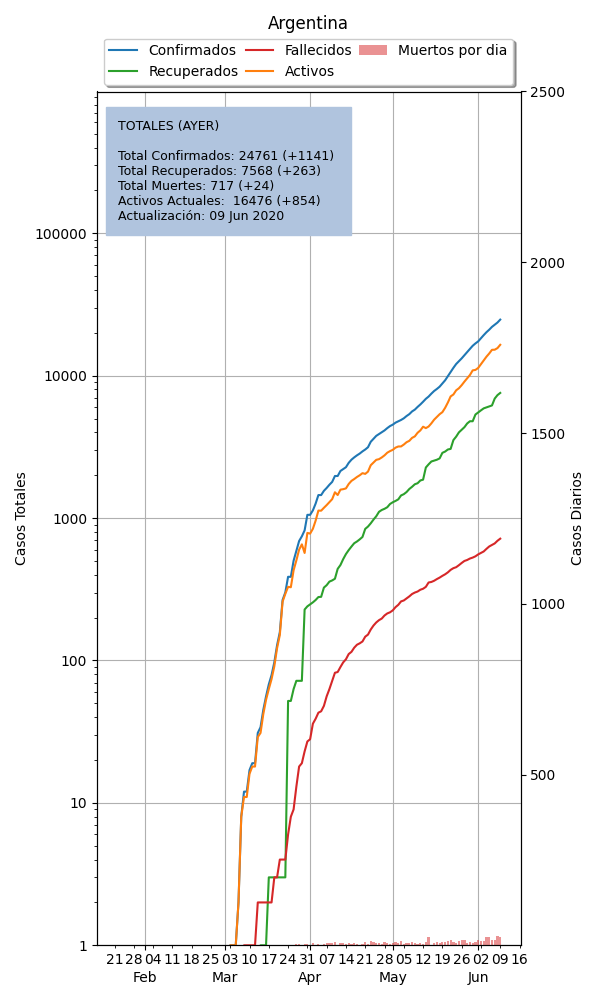 Argentina
Confirmados
Fallecidos
Muertos por dia
Recuperados
Activos
TOTALES (AYER)
Total Confirmados: 24761 (+1141)
Total Recuperados: 7568 (+263)
Total Muertes: 717 (+24)
Activos Actuales:  16476 (+854)
Actualización: 09 Jun 2020
Casos Totales
100000
10000
1000
100
10
1
2500
2000
1500
1000
500
Casos Diarios
21 28 04 11 18 25 03 10 17 24 31 07 14 21 28 05 12 19 26 02 09 16
Feb Mar Apr May Jun